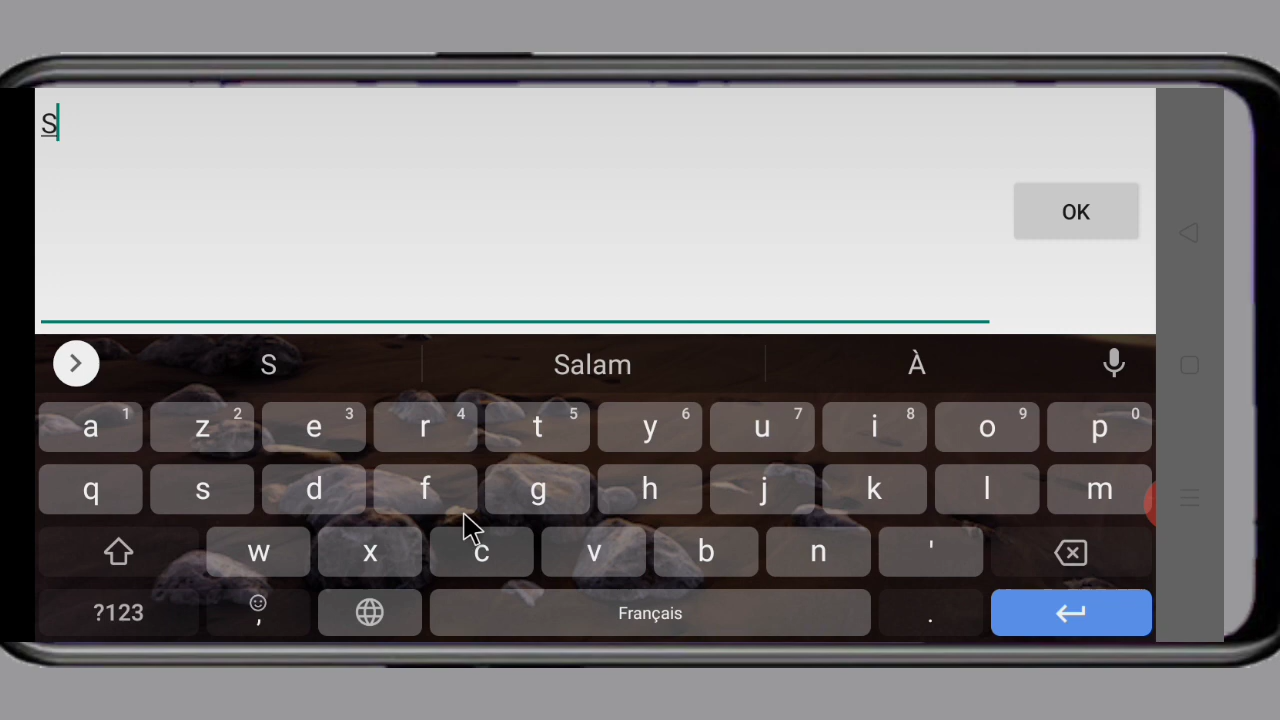 S
OK
S Salam À
a 1 z 2 e 3 r 4 t 5 y 6 u 7 i 8 o 9 p 0
q s d f g h j k l m
w x c v b n '
?123 , Français .